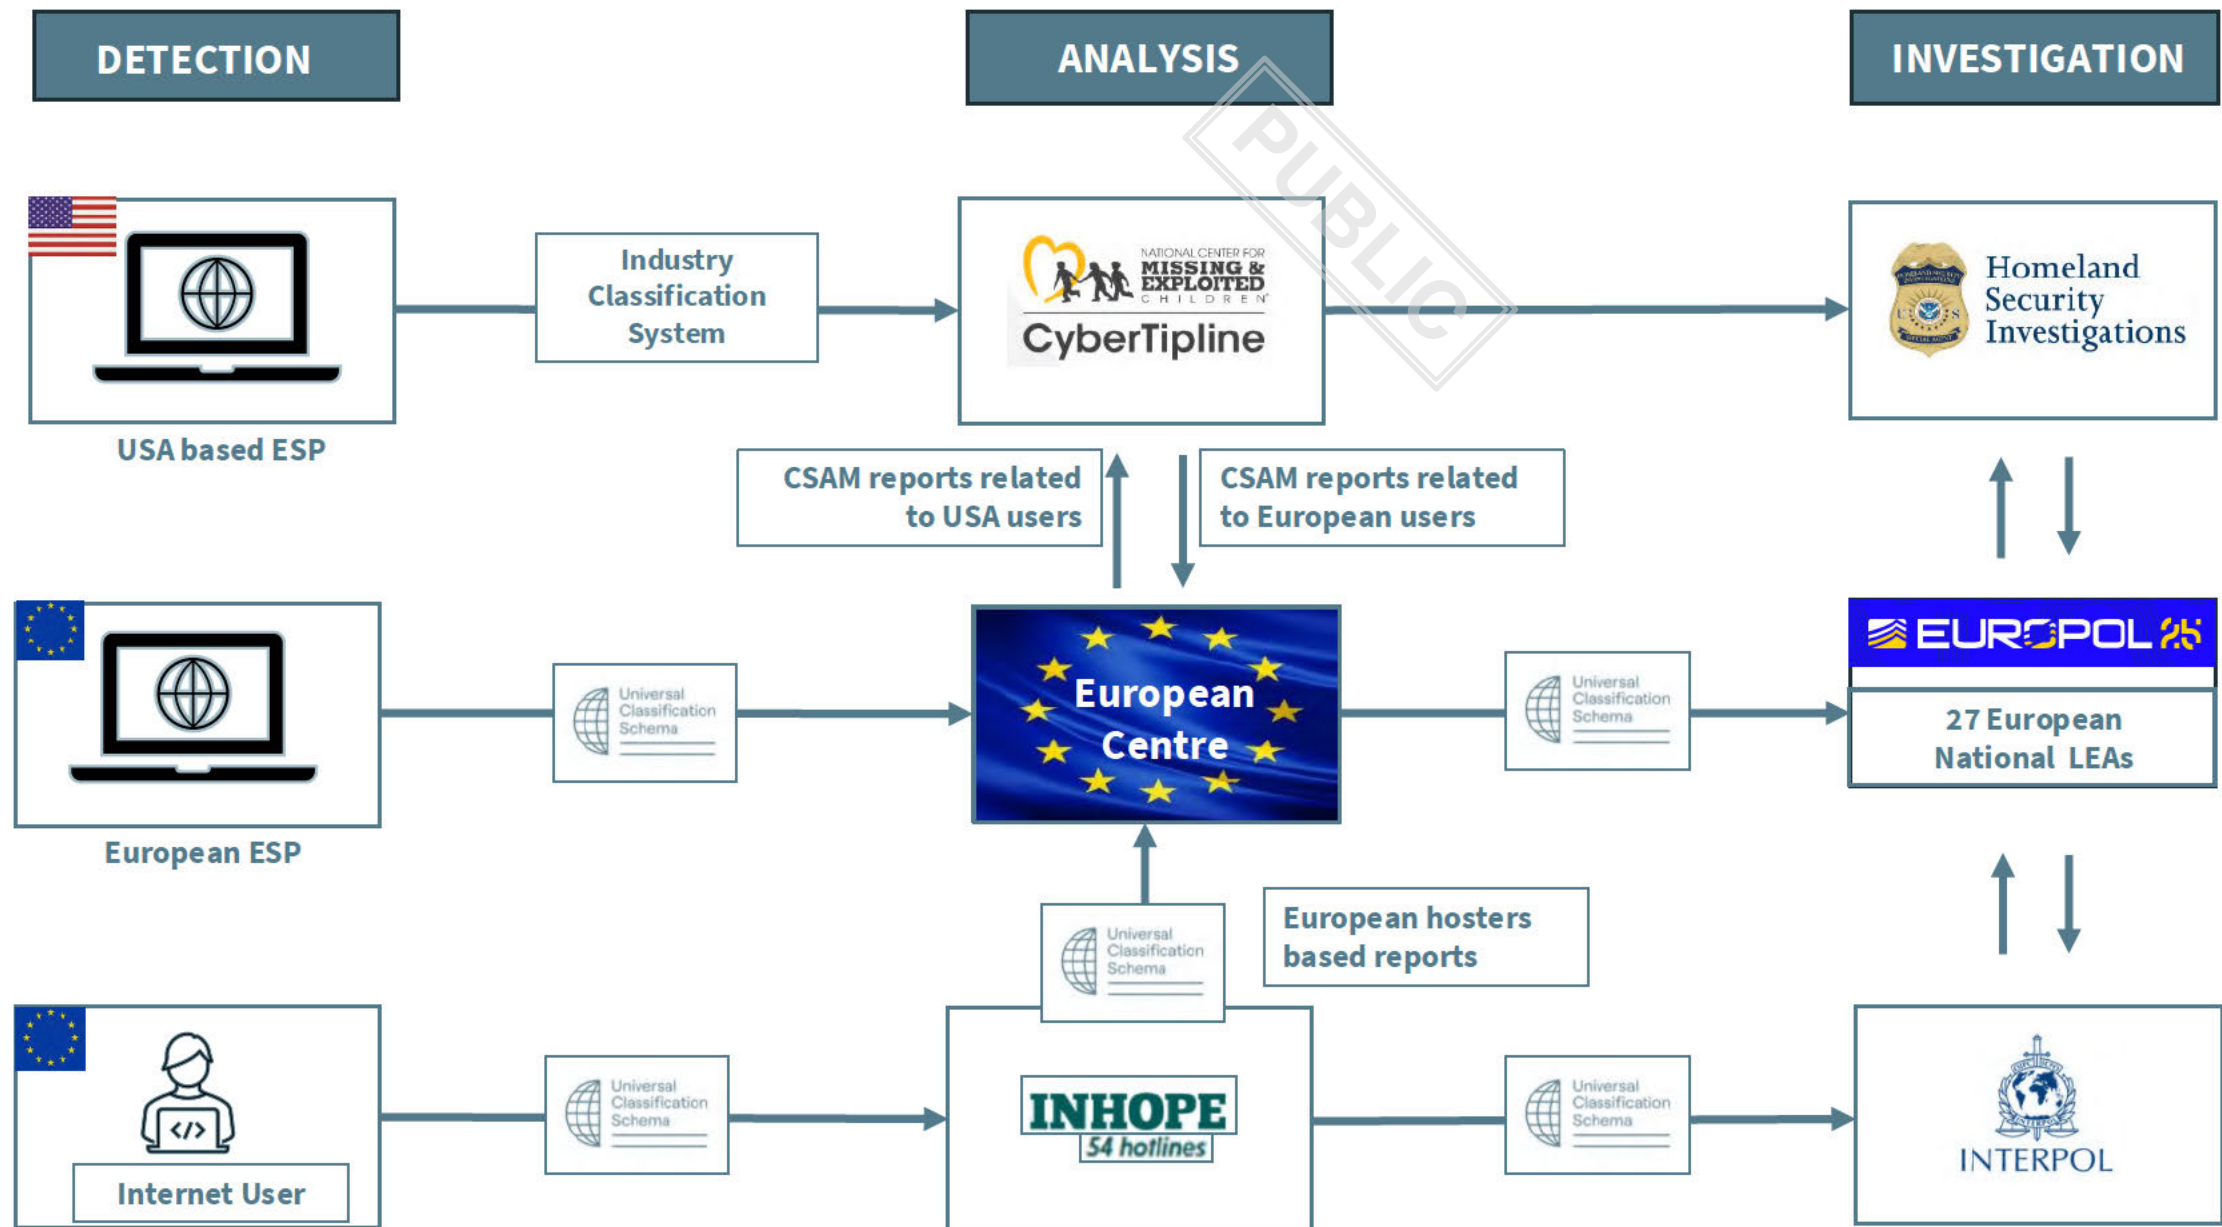 DETECTION
ANALYSIS
INVESTIGATION
PUBLIC
Industry
Classification
System
NATIONAL CENTER FOR
MISSING &
EXPLOITED
CHILDREN
CyberTipline
Homeland
Security
Investigations
USA based ESP
CSAM reports related
to USA users
CSAM reports related
to European users
Universal
Classification
Schema
European
Centre
Universal
Classification
Schema
EUROPOL 25
27 European
National LEAs
European ESP
Universal
Classification
Schema
European hosters
based reports
Internet User
Universal
Classification
Schema
INHOPE
54 hotlines
Universal
Classification
Schema
INTERPOL